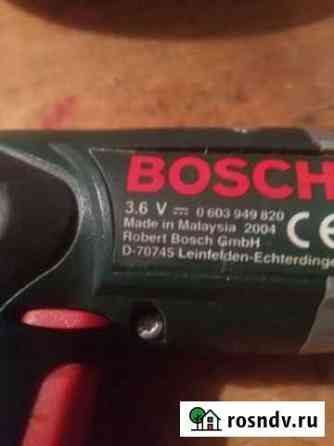 BOSCH
3.6 V ⎓ 0 603 949 820
Made in Malaysia 2004
Robert Bosch GmbH
D-70745 Leinfelden-Echterdinge
CE
rosndv.ru